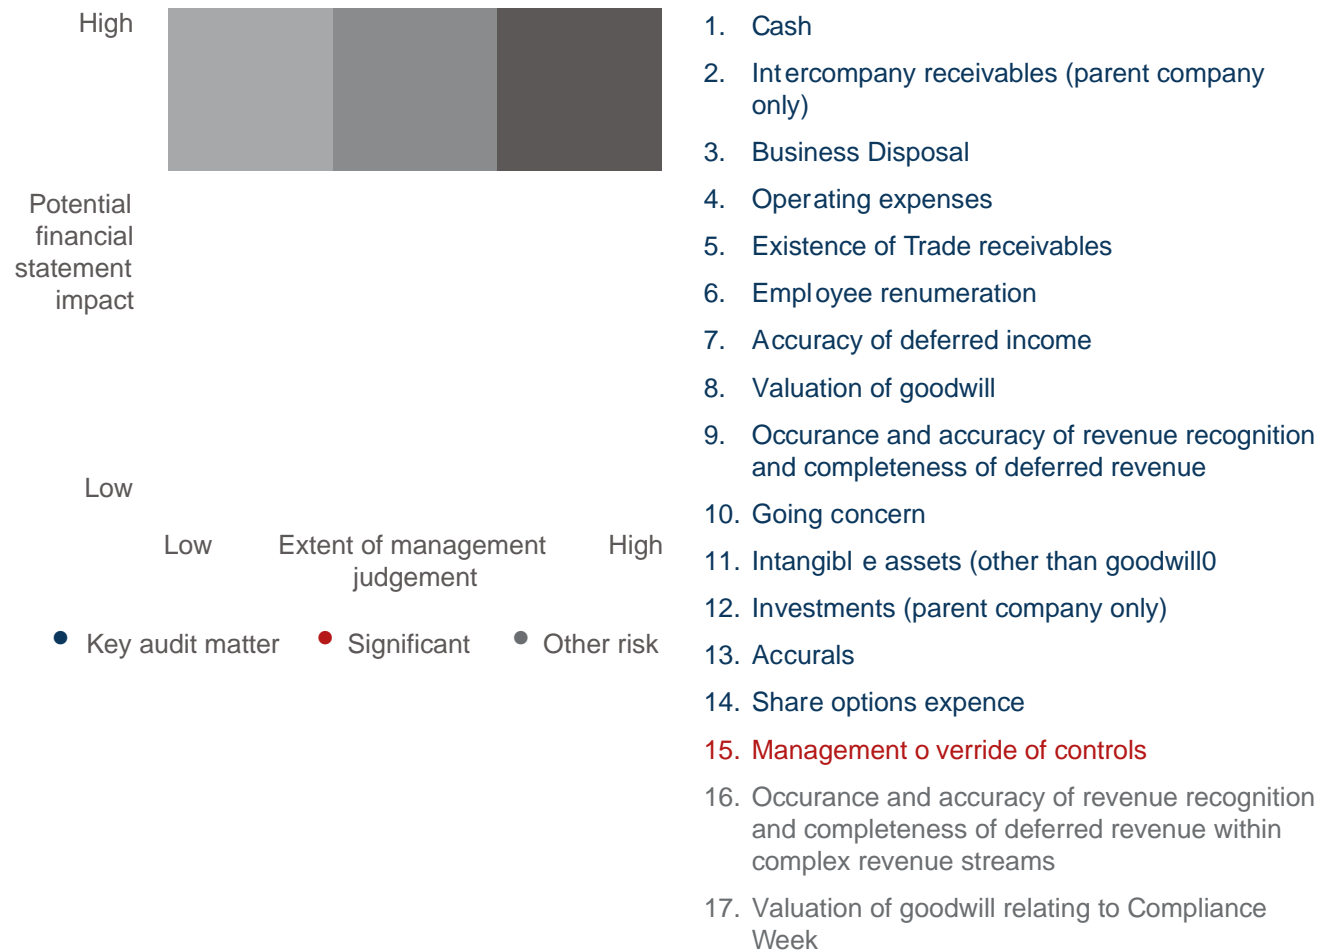 High
Potential
financial
statement
impact
Low
Low Extent of management High
judgement
• Key audit matter • Significant • Other risk
1. Cash
2. Intercompany receivables (parent company
only)
3. Business Disposal
4. Operating expenses
5. Existence of Trade receivables
6. Employee renumeration
7. Accuracy of deferred income
8. Valuation of goodwill
9. Occurance and accuracy of revenue recognition
and completeness of deferred revenue
10. Going concern
11. Intangibl e assets (other than goodwill0
12. Investments (parent company only)
13. Accurals
14. Share options expence
15. Management o verride of controls
16. Occurance and accuracy of revenue recognition
and completeness of deferred revenue within
complex revenue streams
17. Valuation of goodwill relating to Compliance
Week